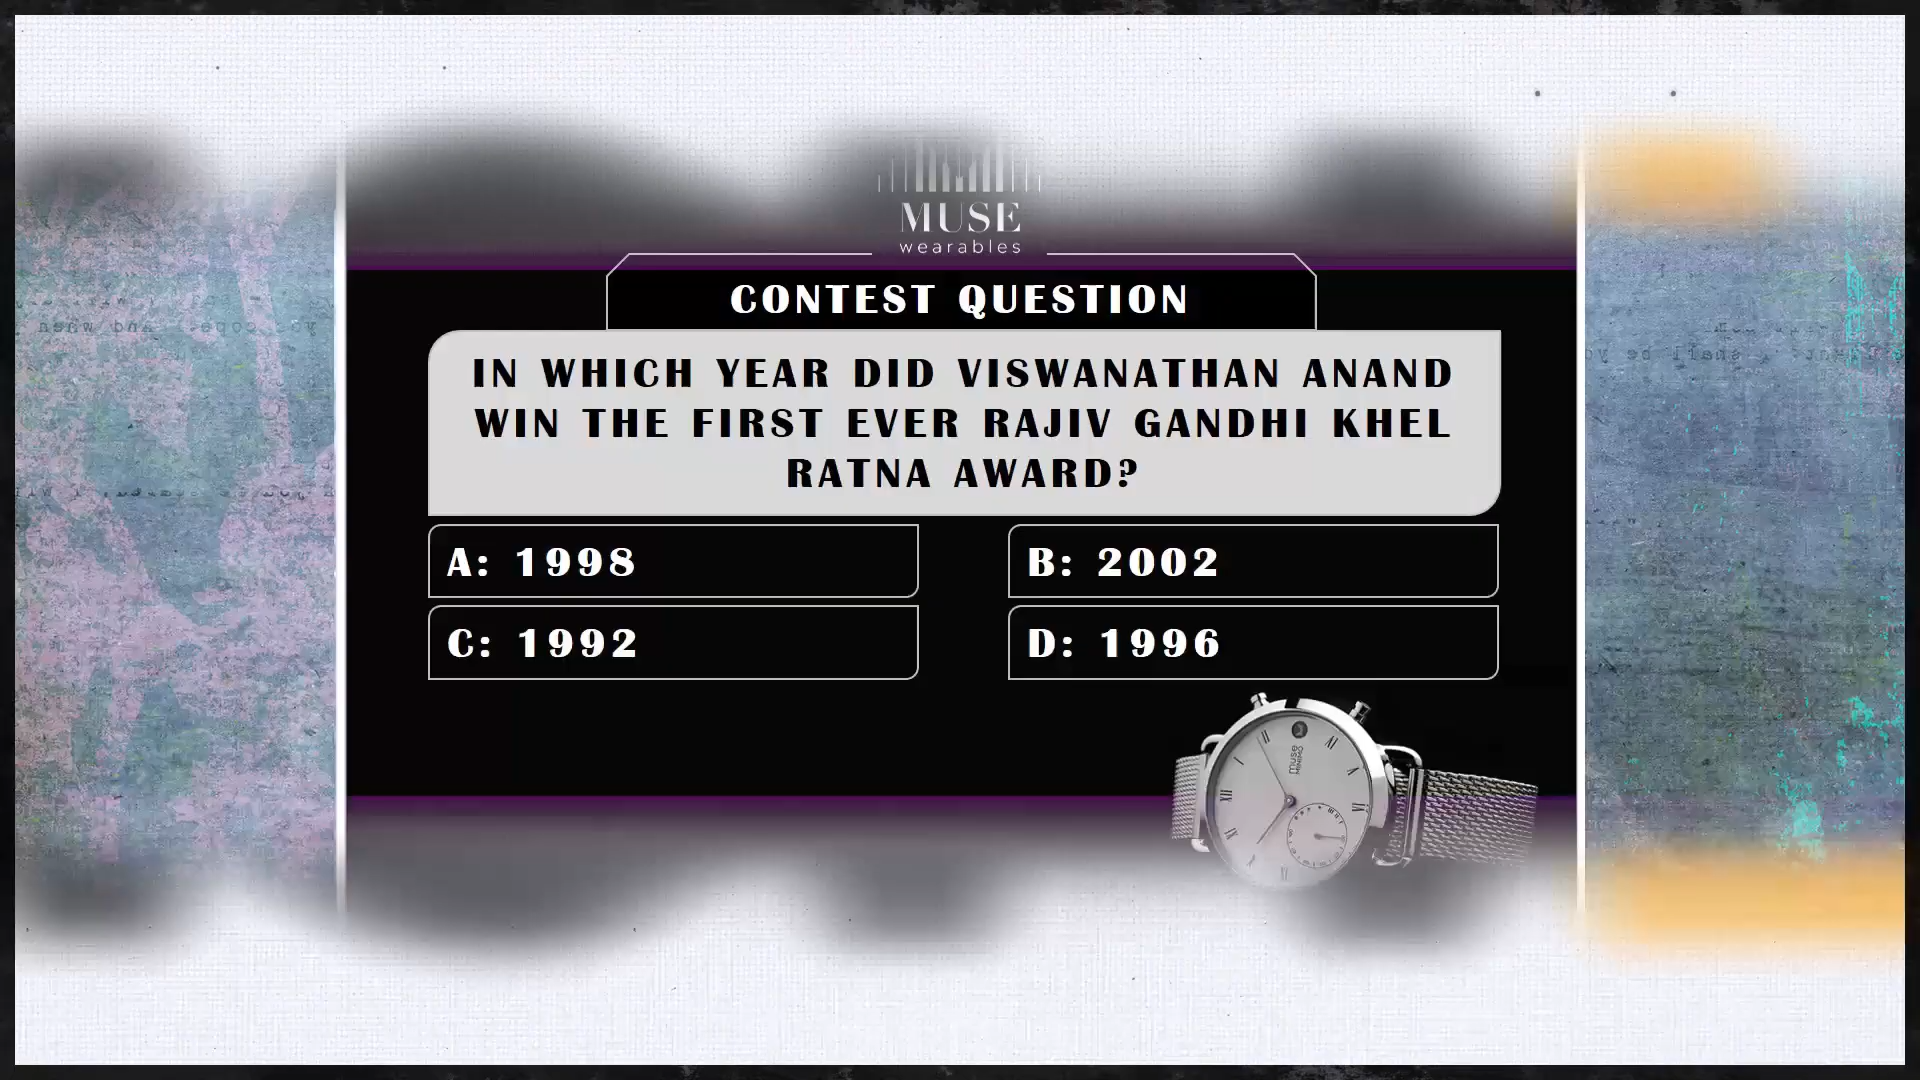 MUSE
wearables
CONTEST QUESTION
IN WHICH YEAR DID VISWANATHAN ANAND
WIN THE FIRST EVER RAJIV GANDHI KHEL
RATNA AWARD?
A: 1998
B: 2002
C: 1992
D: 1996
muse